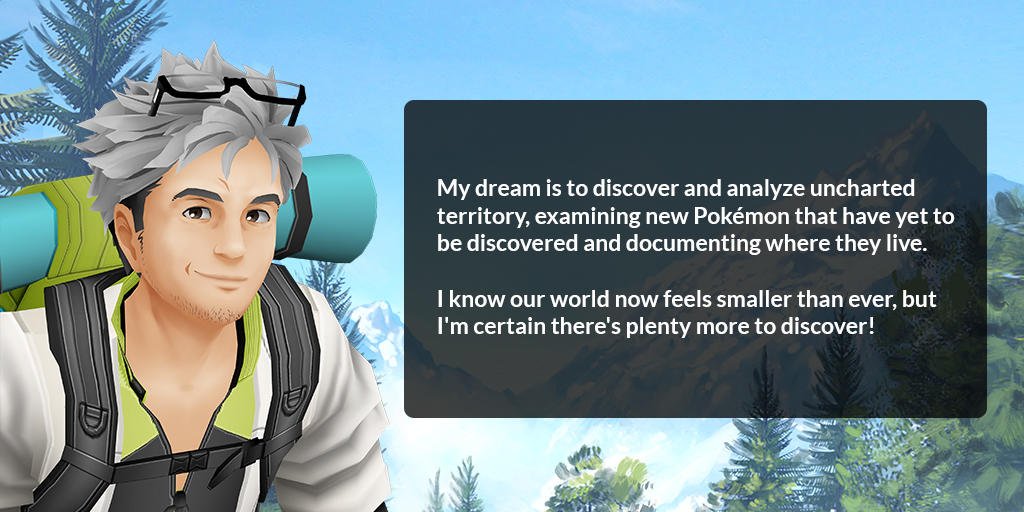 My dream is to discover and analyze uncharted
territory, examining new Pokémon that have yet to
be discovered and documenting where they live.
I know our world now feels smaller than ever, but
I'm certain there's plenty more to discover!